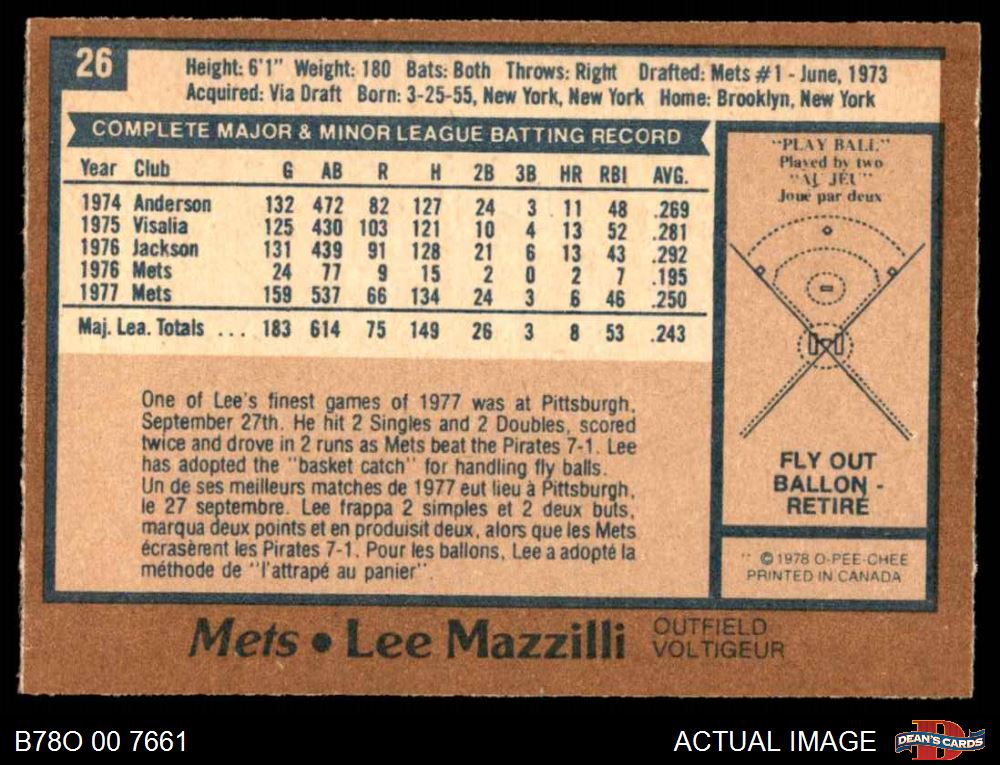 26
Height: 6'1" Weight: 180 Bats: Both Throws: Right Drafted: Mets #1 - June, 1973
Acquired: Via Draft Born: 3-25-55, New York, New York Home: Brooklyn, New York
COMPLETE MAJOR & MINOR LEAGUE BATTING RECORD
Year Club G AB R H 2B 3B HR RBI AVG.
1974 Anderson 132 472 82 127 24 3 11 48 .269
1975 Visalia 125 430 103 121 10 4 13 52 .281
1976 Jackson 131 439 91 128 21 6 13 43 .292
1976 Mets 24 77 9 15 2 0 2 7 .195
1977 Mets 159 537 66 134 24 3 6 46 .250
Maj. Lea. Totals ... 183 614 75 149 26 3 8 53 .243
One of Lee's finest games of 1977 was at Pittsburgh,
September 27th. He hit 2 Singles and 2 Doubles, scored
twice and drove in 2 runs as Mets beat the Pirates 7-1. Lee
has adopted the "basket catch" for handling fly balls.
Un de ses meilleurs matches de 1977 eut lieu à Pittsburgh,
le 27 septembre. Lee frappa 2 simples et 2 deux buts,
marqua deux points et en produisit deux, alors que les Mets
écrasèrent les Pirates 7-1. Pour les ballons, Lee a adopté la
méthode de "l'attrapé au panier"
"PLAY BALL"
Played by two
"AU JEU"
Joué par deux
FLY OUT
BALLON -
RETIRÉ
** © 1978 O-PEE-CHEE
PRINTED IN CANADA
Mets • Lee Mazzilli OUTFIELD
VOLTIGEUR
B78O 00 7661
ACTUAL IMAGE
D
DEAN'S CARDS